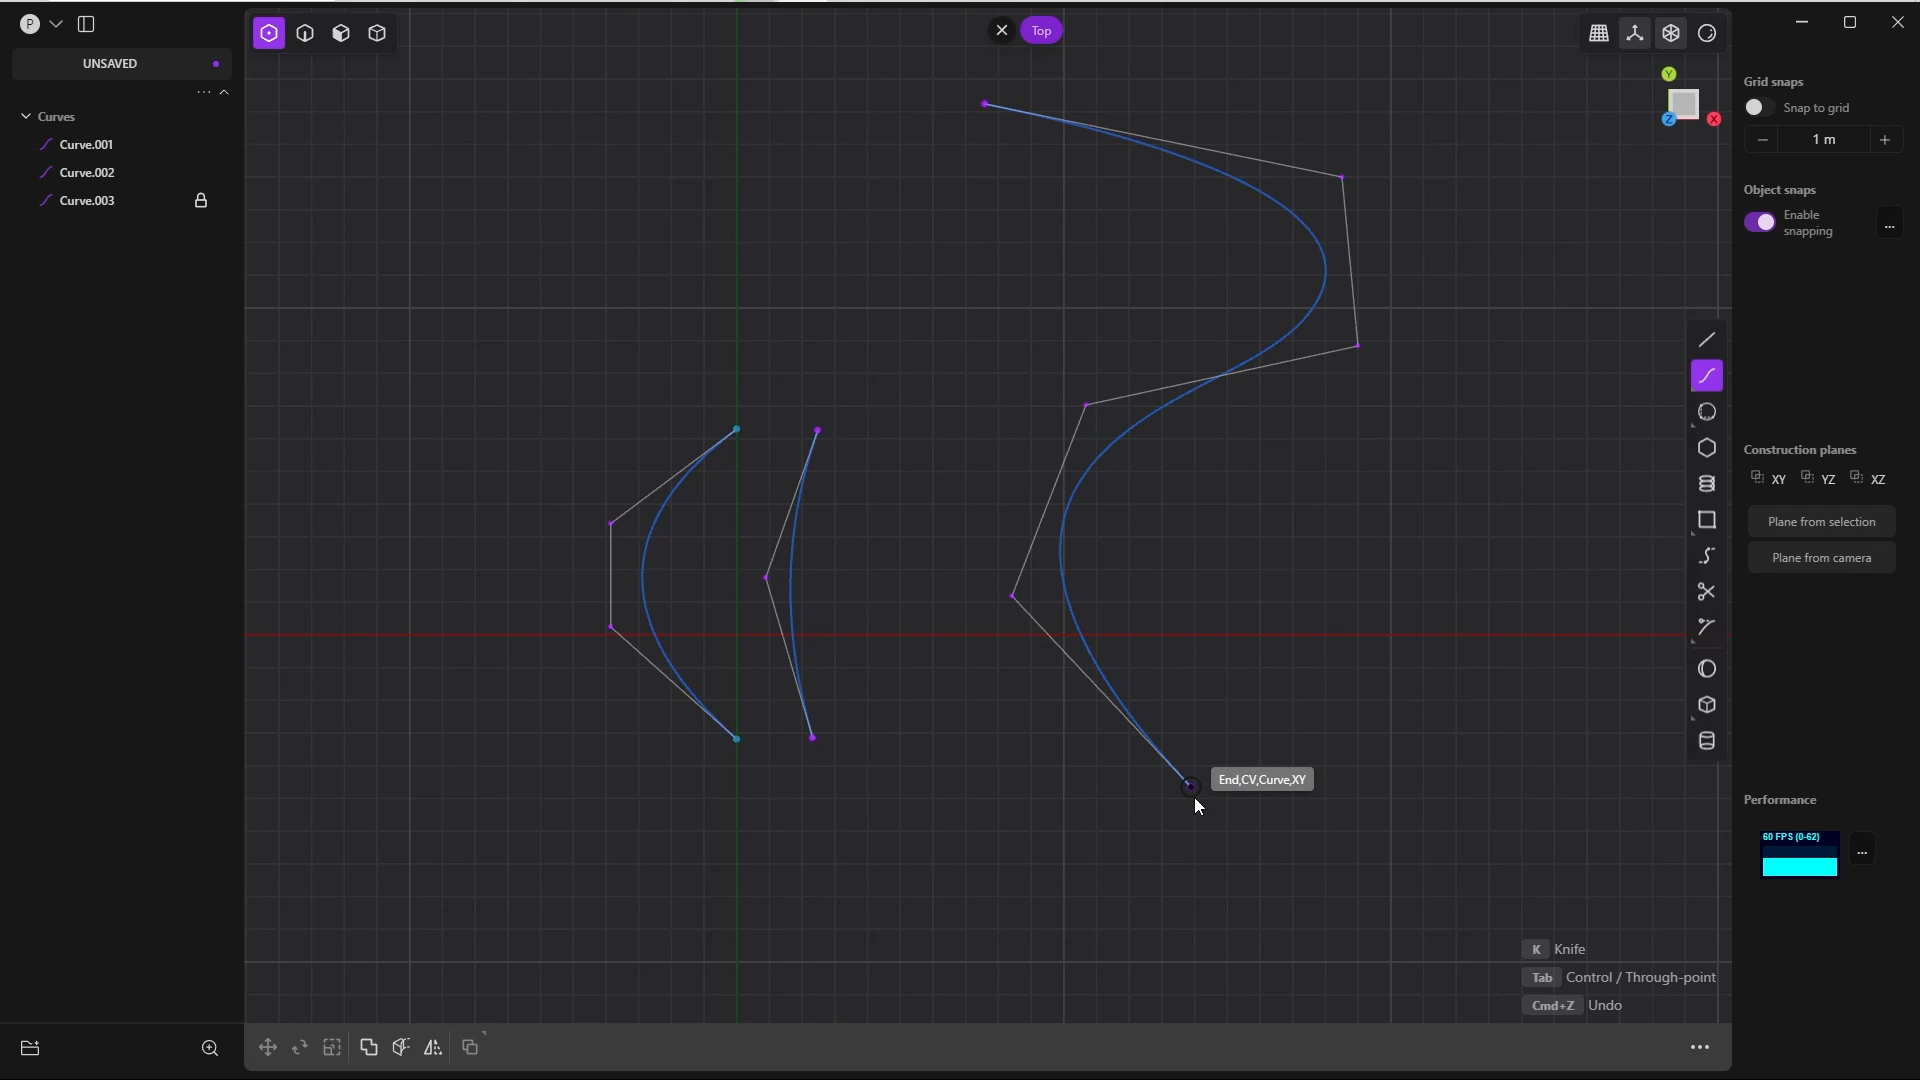 P
UNSAVED
Curves
Curve.001
Curve.002
Curve.003
Top
Y
Z
X
End,CV,Curve,XY
K Knife
Tab Control / Through-point
Cmd+Z Undo
Grid snaps
Snap to grid
1 m
Object snaps
Enable
snapping
Construction planes
XY YZ XZ
Plane from selection
Plane from camera
Performance
60 FPS (0-62)